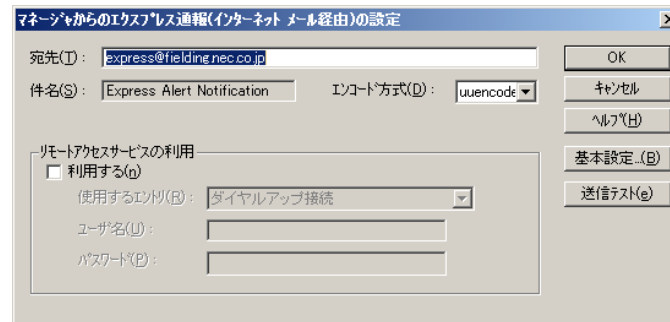 マネージャからのエクスプレス通報(インターネット メール経由)の設定
宛先(T): express@fielding.nec.co.jp
OK
件名(S): Express Alert Notification エンコード方式(D): uuencode
キャンセル
ヘルプ(H)
リモートアクセスサービスの利用
基本設定...(B)
利用する(n)
送信テスト(e)
使用するエントリ(R): ダイヤルアップ接続
ユーザ名(U):
パスワード(P):